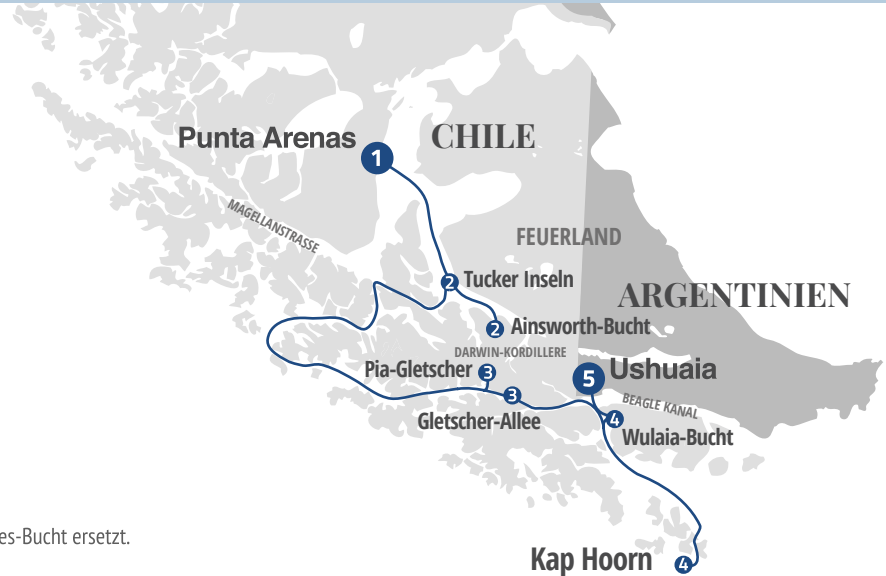 Punta Arenas
1
CHILE
MAGELLANSTRASSE
FEUERLAND
2
Tucker Inseln
ARGENTINIEN
2
Ainsworth-Bucht
DARWIN-KORDILLERE
Pia-Gletscher
3
5
Ushuaia
3
Gletscher-Allee
BEAGLE KANAL
4
Wulaia-Bucht
es-Bucht ersetzt.
Kap Hoorn
4